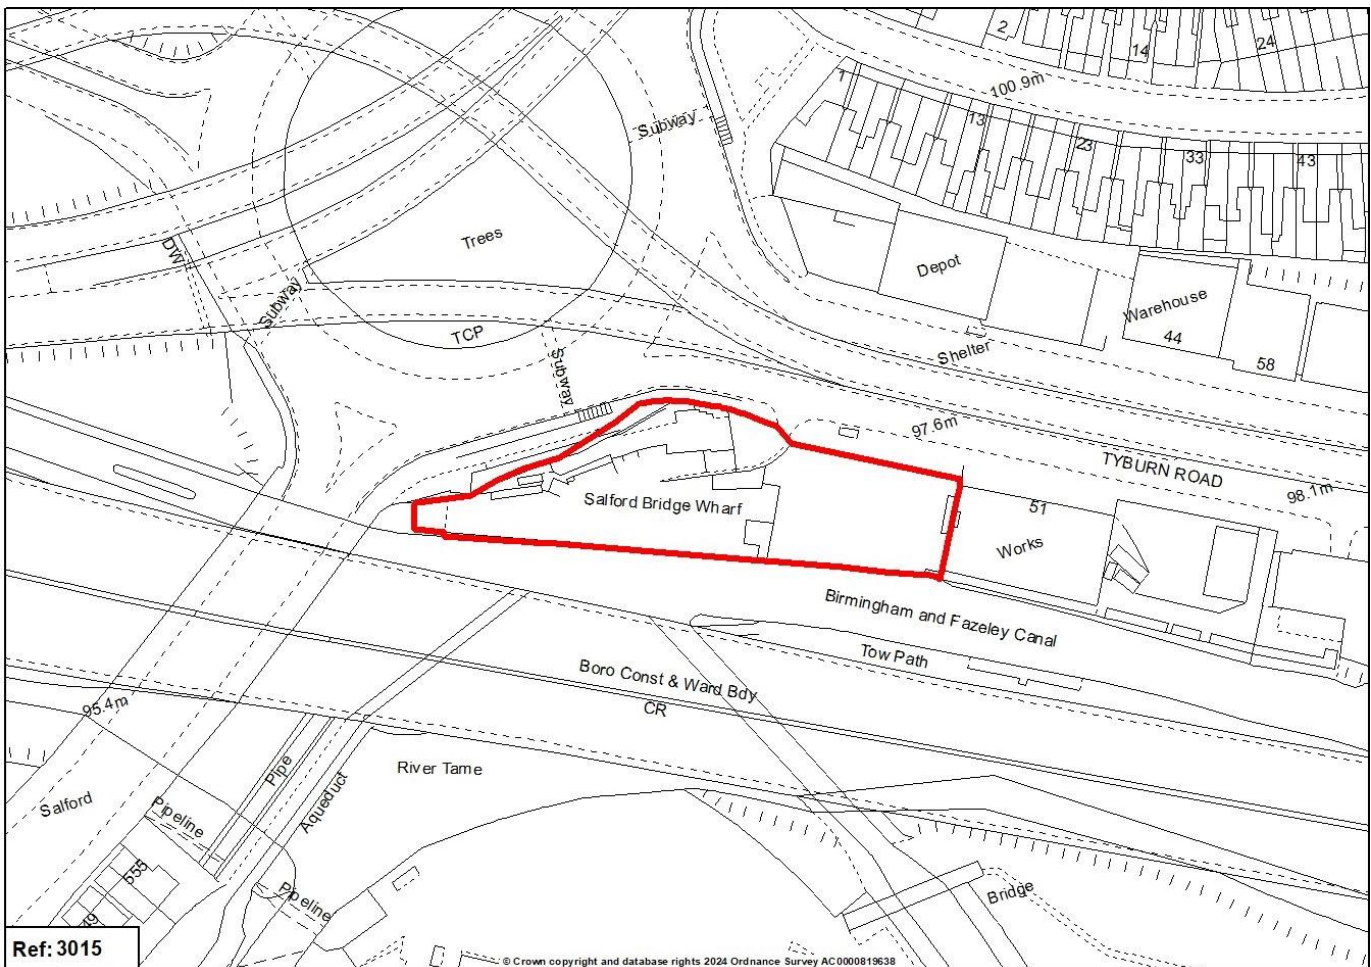 2
14
24
1
100.9m
13
23
33
43
Subway
Trees
DW
Subway
TCP
Subway
Depot
Warehouse
44
58
Shelter
97.6m
TYBURN ROAD
98.1m
Salford Bridge Wharf
51
Works
Birmingham and Fazeley Canal
Tow Path
Boro Const & Ward Bdy
CR
95.4m
River Tame
Pipe
Aqueduct
Salford
Pipeline
555
49
Pipeline
Bridge
Ref: 3015
© Crown copyright and database rights 2024 Ordnance Survey AC0000819638